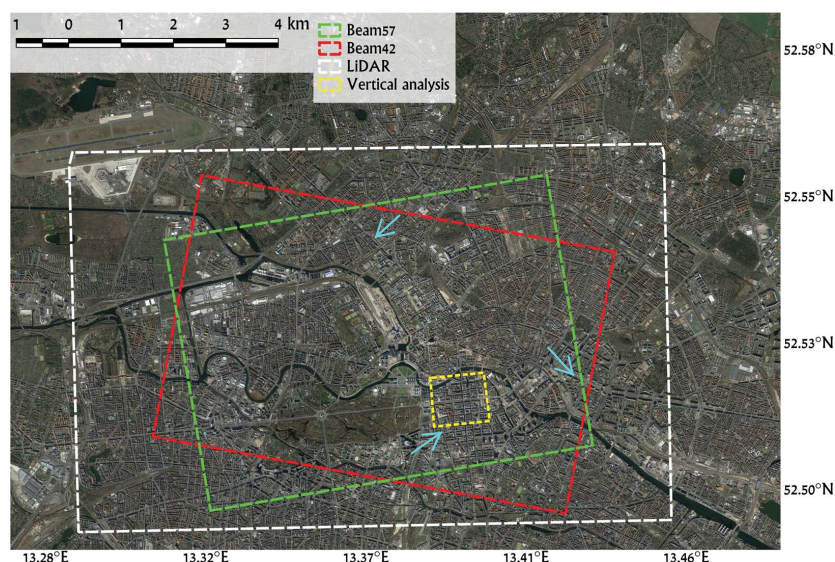 1 0 1 2 3 4 km
Beam57
Beam42
LiDAR
Vertical analysis
52.58°N
52.55°N
52.53°N
52.50°N
13.28°E 13.32°E 13.37°E 13.41°E 13.46°E